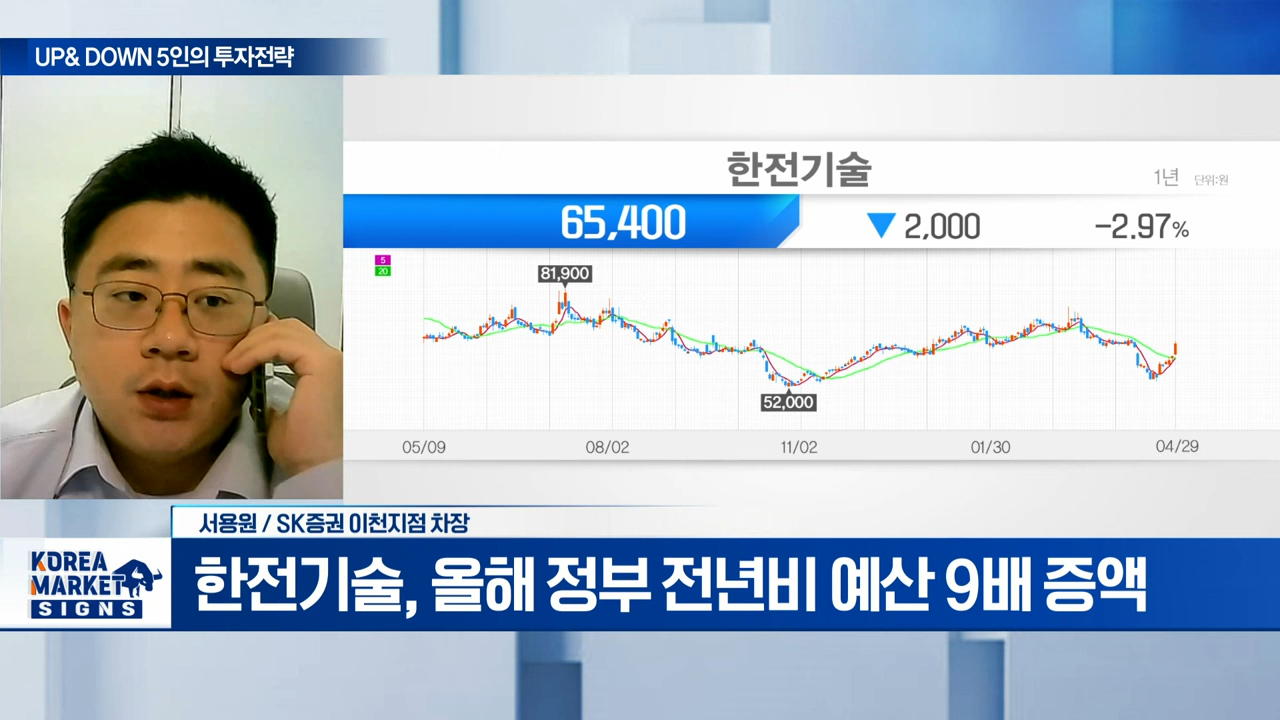 UP& DOWN 5인의 투자전략
한전기술
1년 단위:원
65,400 ▼ 2,000 -2.97%
5
20
81,900
52,000
05/09 08/02 11/02 01/30 04/29
서용원 / SK증권 이천지점 차장
KOREA
MARKET
SIGNS
한전기술, 올해 정부 전년비 예산 9배 증액